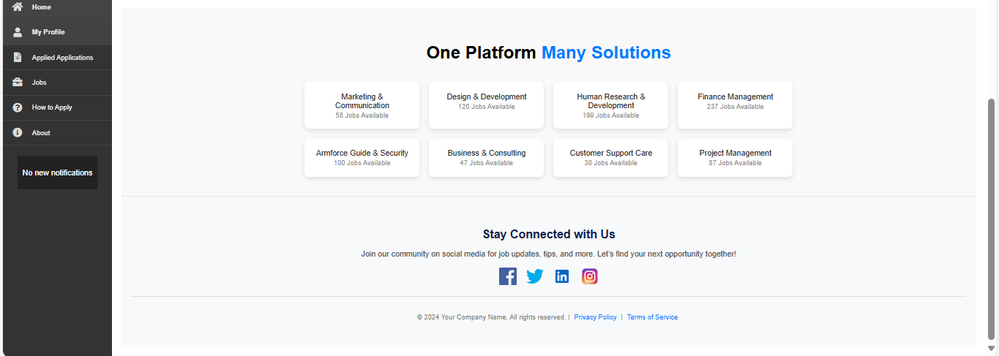 Home
My Profile
Applied Applications
Jobs
How to Apply
About
No new notifications
One Platform Many Solutions
Marketing &
Communication
58 Jobs Available
Design & Development
120 Jobs Available
Human Research &
Development
199 Jobs Available
Finance Management
237 Jobs Available
Armforce Guide & Security
100 Jobs Available
Business & Consulting
47 Jobs Available
Customer Support Care
30 Jobs Available
Project Management
87 Jobs Available
Stay Connected with Us
Join our community on social media for job updates, tips, and more. Let's find your next opportunity together!
© 2024 Your Company Name. All rights reserved. | Privacy Policy | Terms of Service